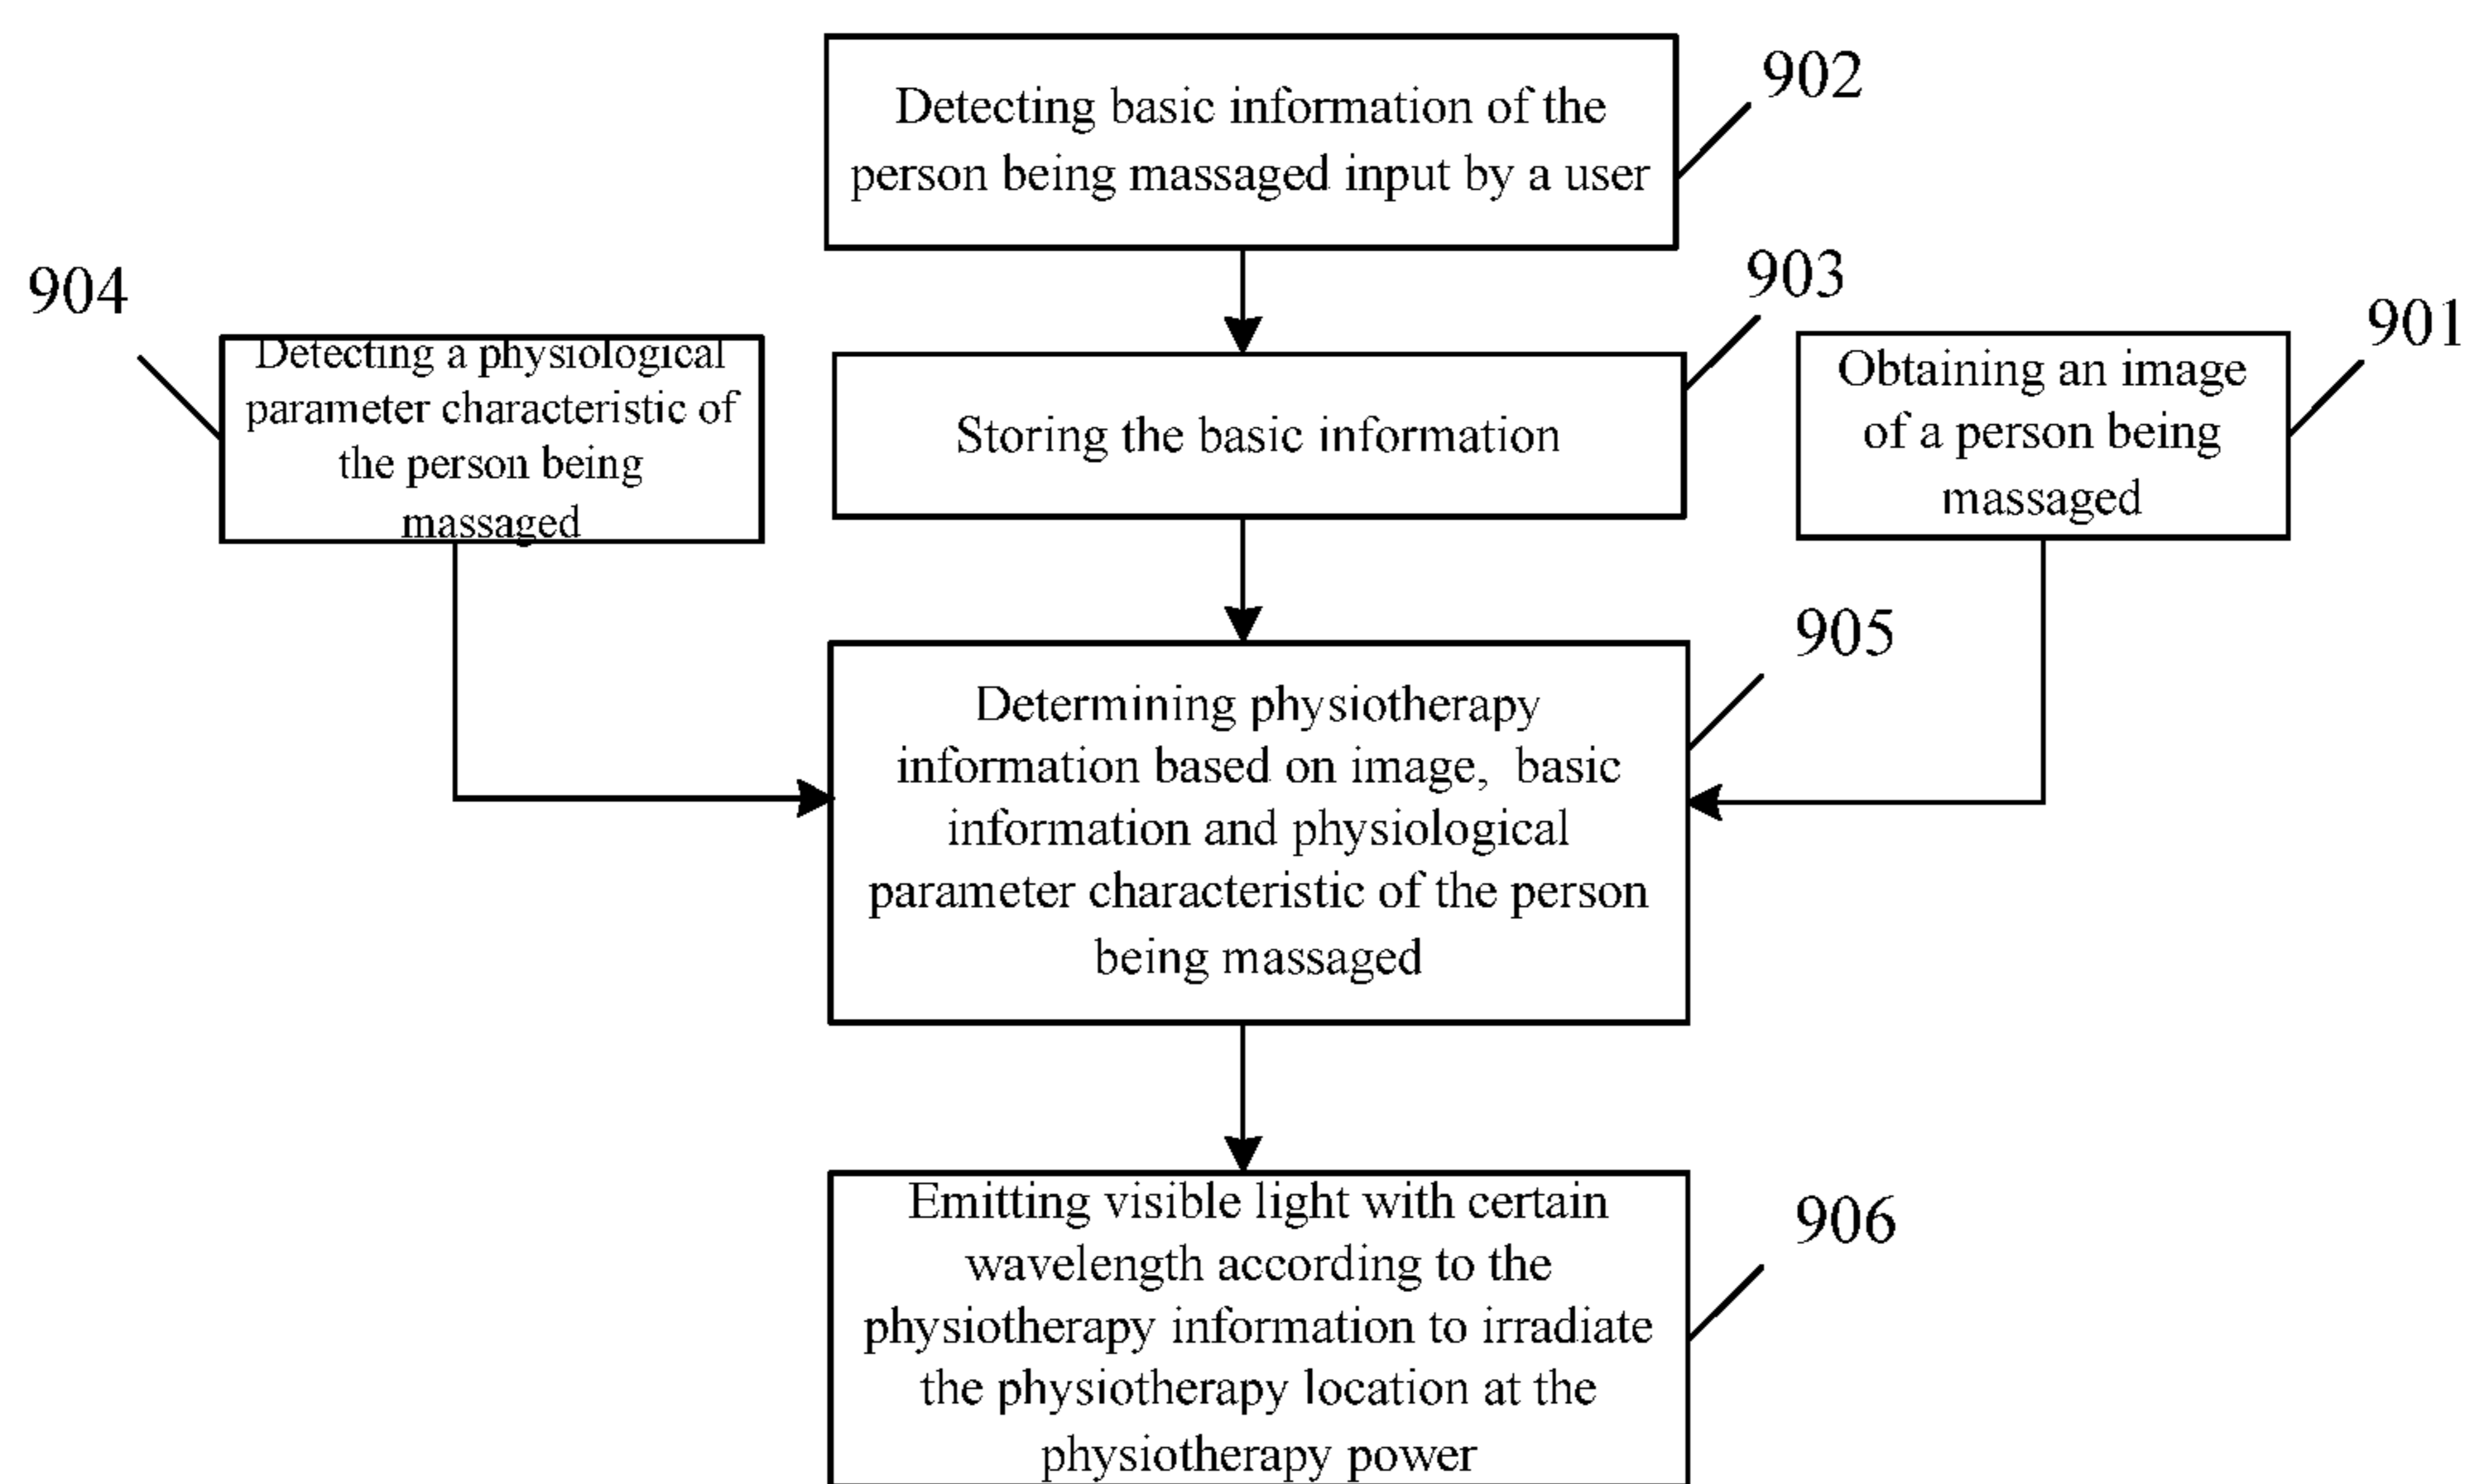 902
Detecting basic information of the
person being massaged input by a user
903
904
901
Detecting a physiological
parameter characteristic of
the person being
massaged
Storing the basic information
Obtaining an image
of a person being
massaged
905
Determining physiotherapy
information based on image, basic
information and physiological
parameter characteristic of the person
being massaged
906
Emitting visible light with certain
wavelength according to the
physiotherapy information to irradiate
the physiotherapy location at the
physiotherapy power